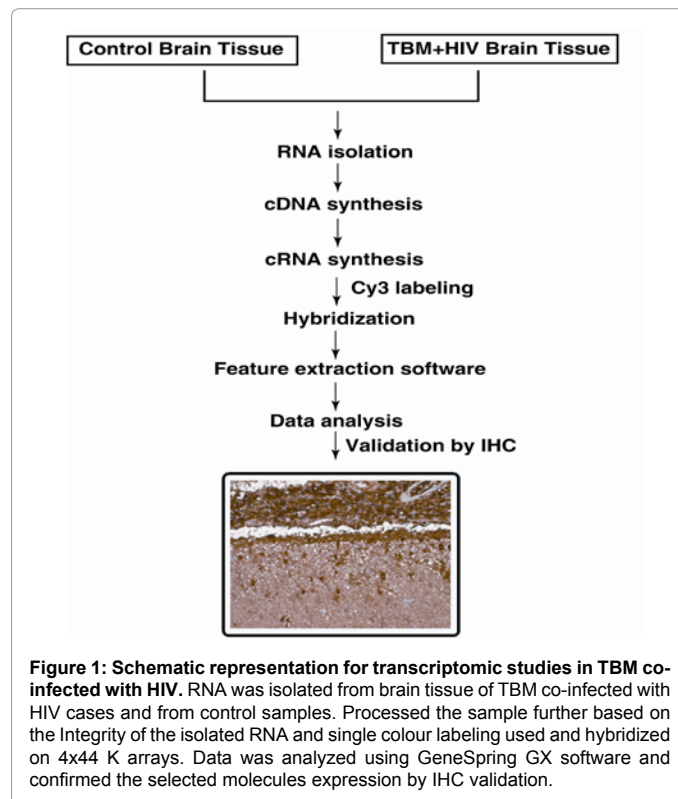 Control Brain Tissue
TBM+HIV Brain Tissue
RNA isolation
cDNA synthesis
cRNA synthesis
Cy3 labeling
Hybridization
Feature extraction software
Data analysis
Validation by IHC
Figure 1: Schematic representation for transcriptomic studies in TBM co-
infected with HIV. RNA was isolated from brain tissue of TBM co-infected with
HIV cases and from control samples. Processed the sample further based on
the Integrity of the isolated RNA and single colour labeling used and hybridized
on 4x44 K arrays. Data was analyzed using GeneSpring GX software and
confirmed the selected molecules expression by IHC validation.